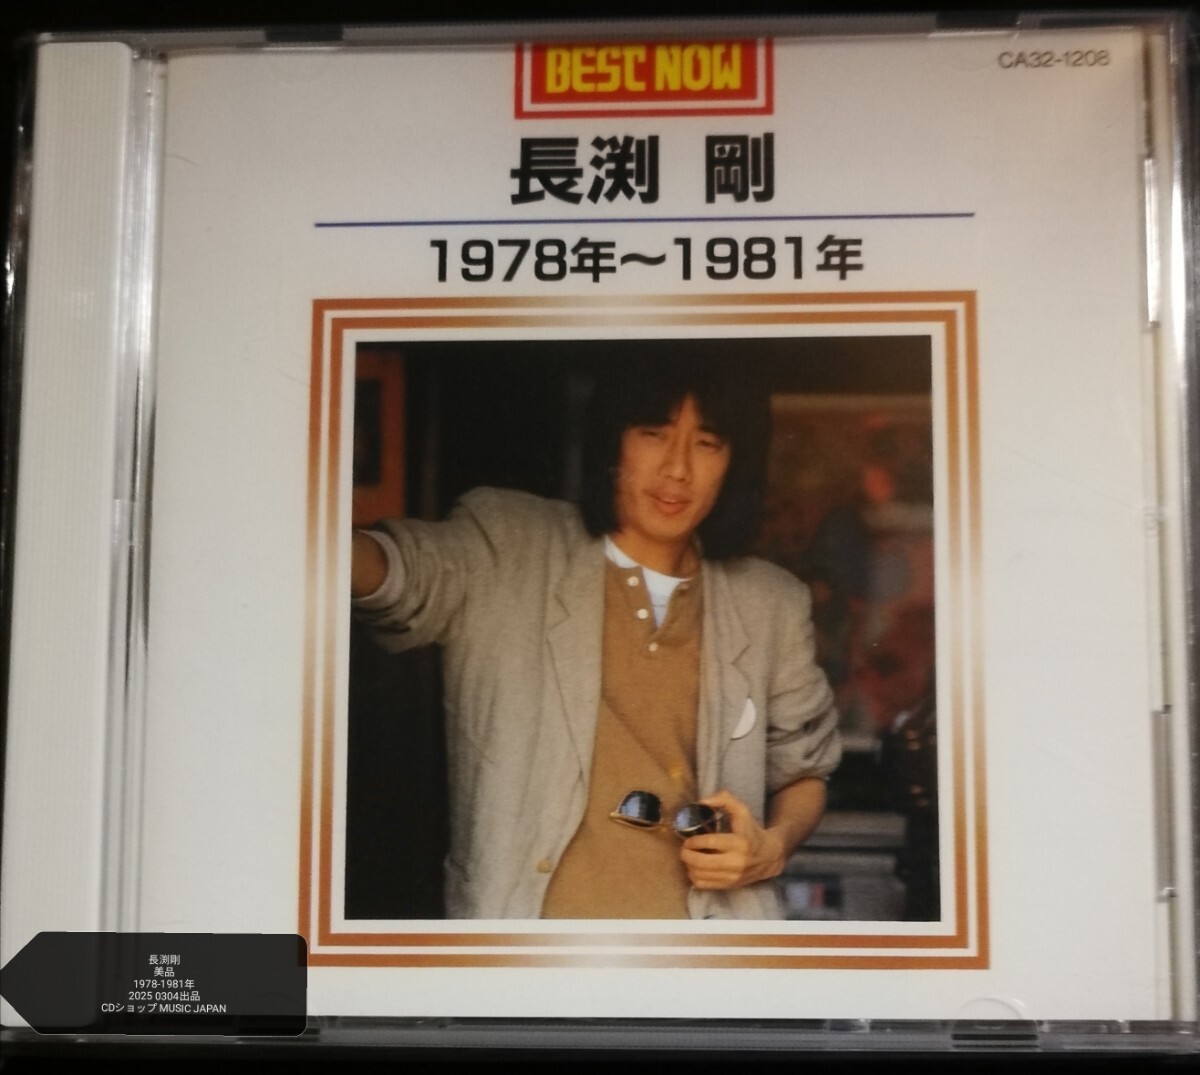 BEST NOW
CA32-1208
長渕 剛
1978年～1981年
長渕剛
美品
1978-1981年
2025 0304出品
CDショップ MUSIC JAPAN